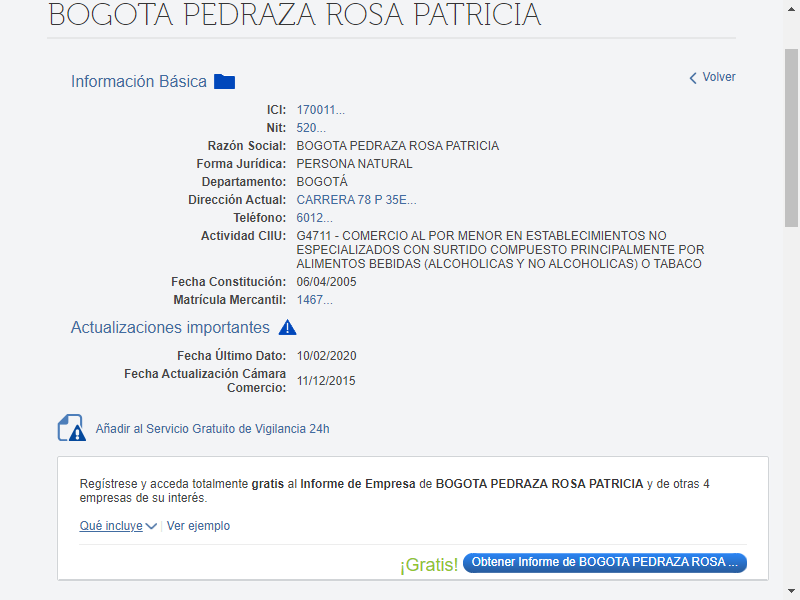 BOGOTA PEDRAZA ROSA PATRICIA
Información Básica
Volver
ICI: 170011...
Nit: 520...
Razón Social: BOGOTA PEDRAZA ROSA PATRICIA
Forma Jurídica: PERSONA NATURAL
Departamento: BOGOTÁ
Dirección Actual: CARRERA 78 P 35E...
Teléfono: 6012...
Actividad CIIU: G4711 - COMERCIO AL POR MENOR EN ESTABLECIMIENTOS NO
ESPECIALIZADOS CON SURTIDO COMPUESTO PRINCIPALMENTE POR
ALIMENTOS BEBIDAS (ALCOHOLICAS Y NO ALCOHOLICAS) O TABACO
Fecha Constitución: 06/04/2005
Matrícula Mercantil: 1467...
Actualizaciones importantes
Fecha Último Dato: 10/02/2020
Fecha Actualización Cámara
Comercio: 11/12/2015
Añadir al Servicio Gratuito de Vigilancia 24h
Regístrese y acceda totalmente gratis al Informe de Empresa de BOGOTA PEDRAZA ROSA PATRICIA y de otras 4
empresas de su interés.
Qué incluye | Ver ejemplo
¡Gratis! Obtener Informe de BOGOTA PEDRAZA ROSA ...